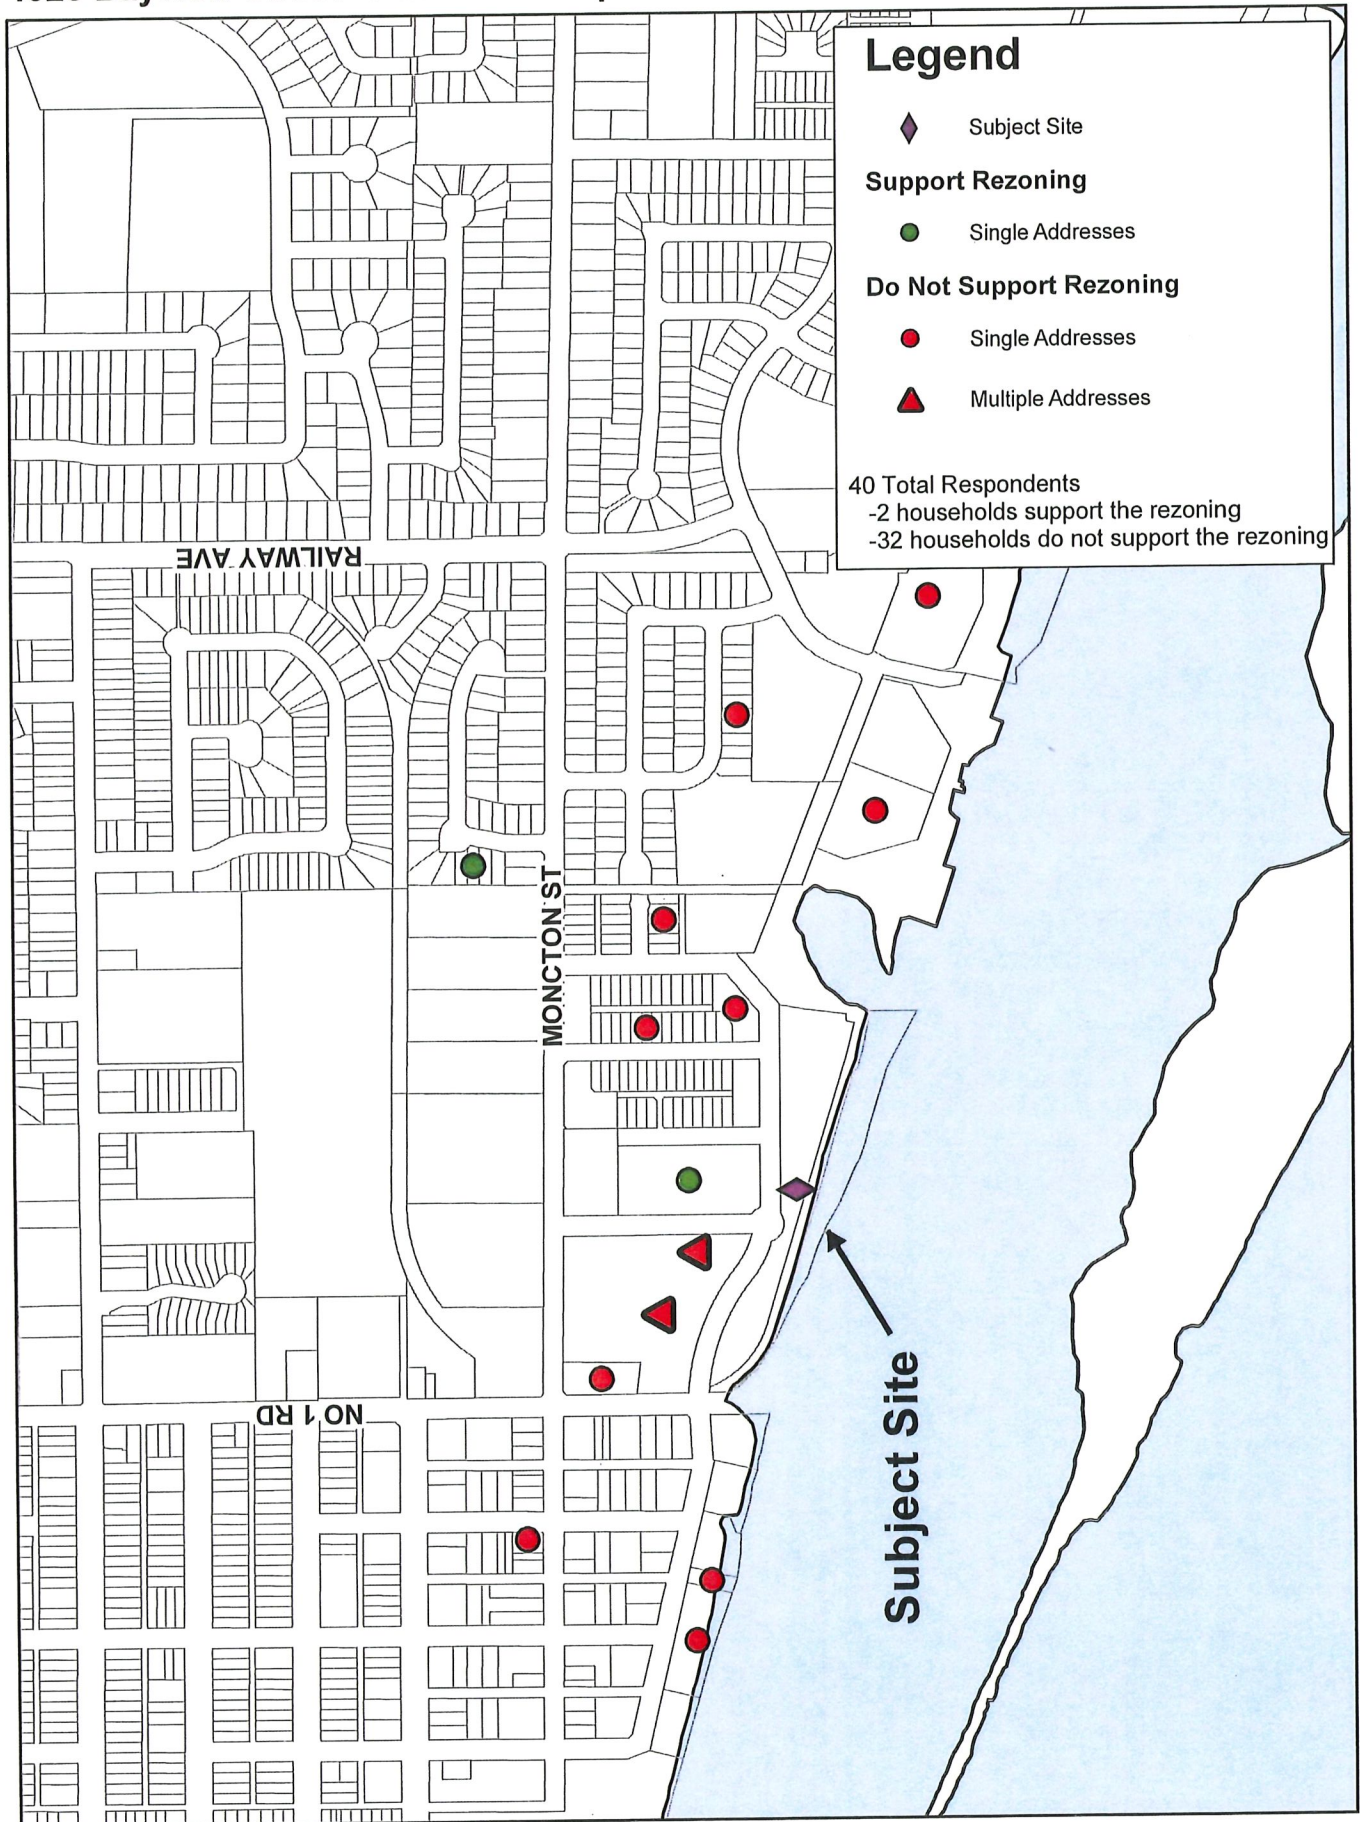 Legend
Subject Site
Support Rezoning
Single Addresses
Do Not Support Rezoning
Single Addresses
Multiple Addresses
40 Total Respondents
-2 households support the rezoning
-32 households do not support the rezoning
RAILWAY AVE
MONCTON ST
NO 1 RD
Subject Site